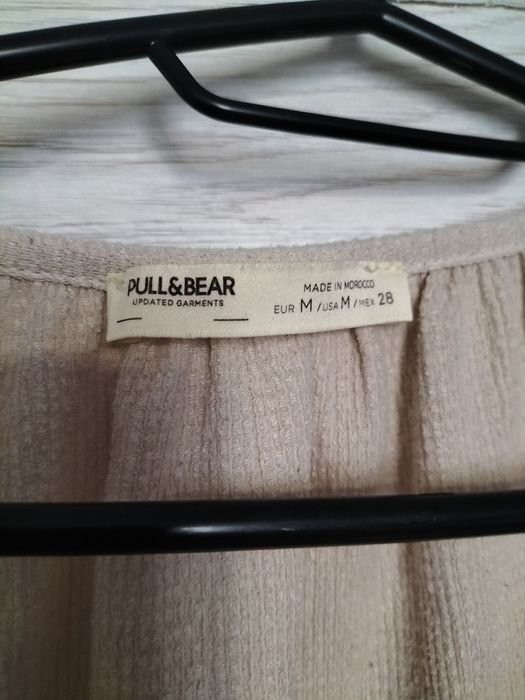 PULL&BEAR
UPDATED GARMENTS
MADE IN MOROCCO
EUR M / USA M / MEX 28